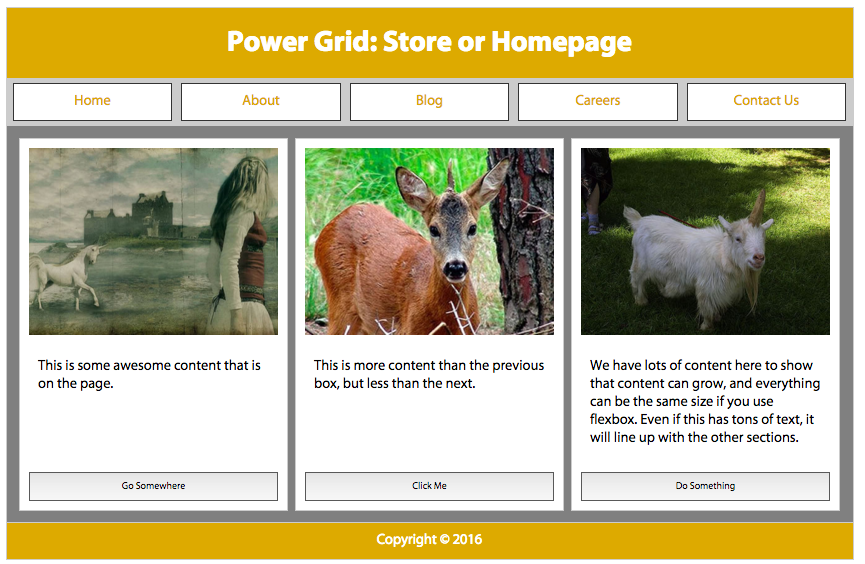 Power Grid: Store or Homepage
Home
About
Blog
Careers
Contact Us
This is some awesome content that is
on the page.
This is more content than the previous
box, but less than the next.
We have lots of content here to show
that content can grow, and everything
can be the same size if you use
flexbox. Even if this has tons of text, it
will line up with the other sections.
Go Somewhere
Click Me
Do Something
Copyright © 2016